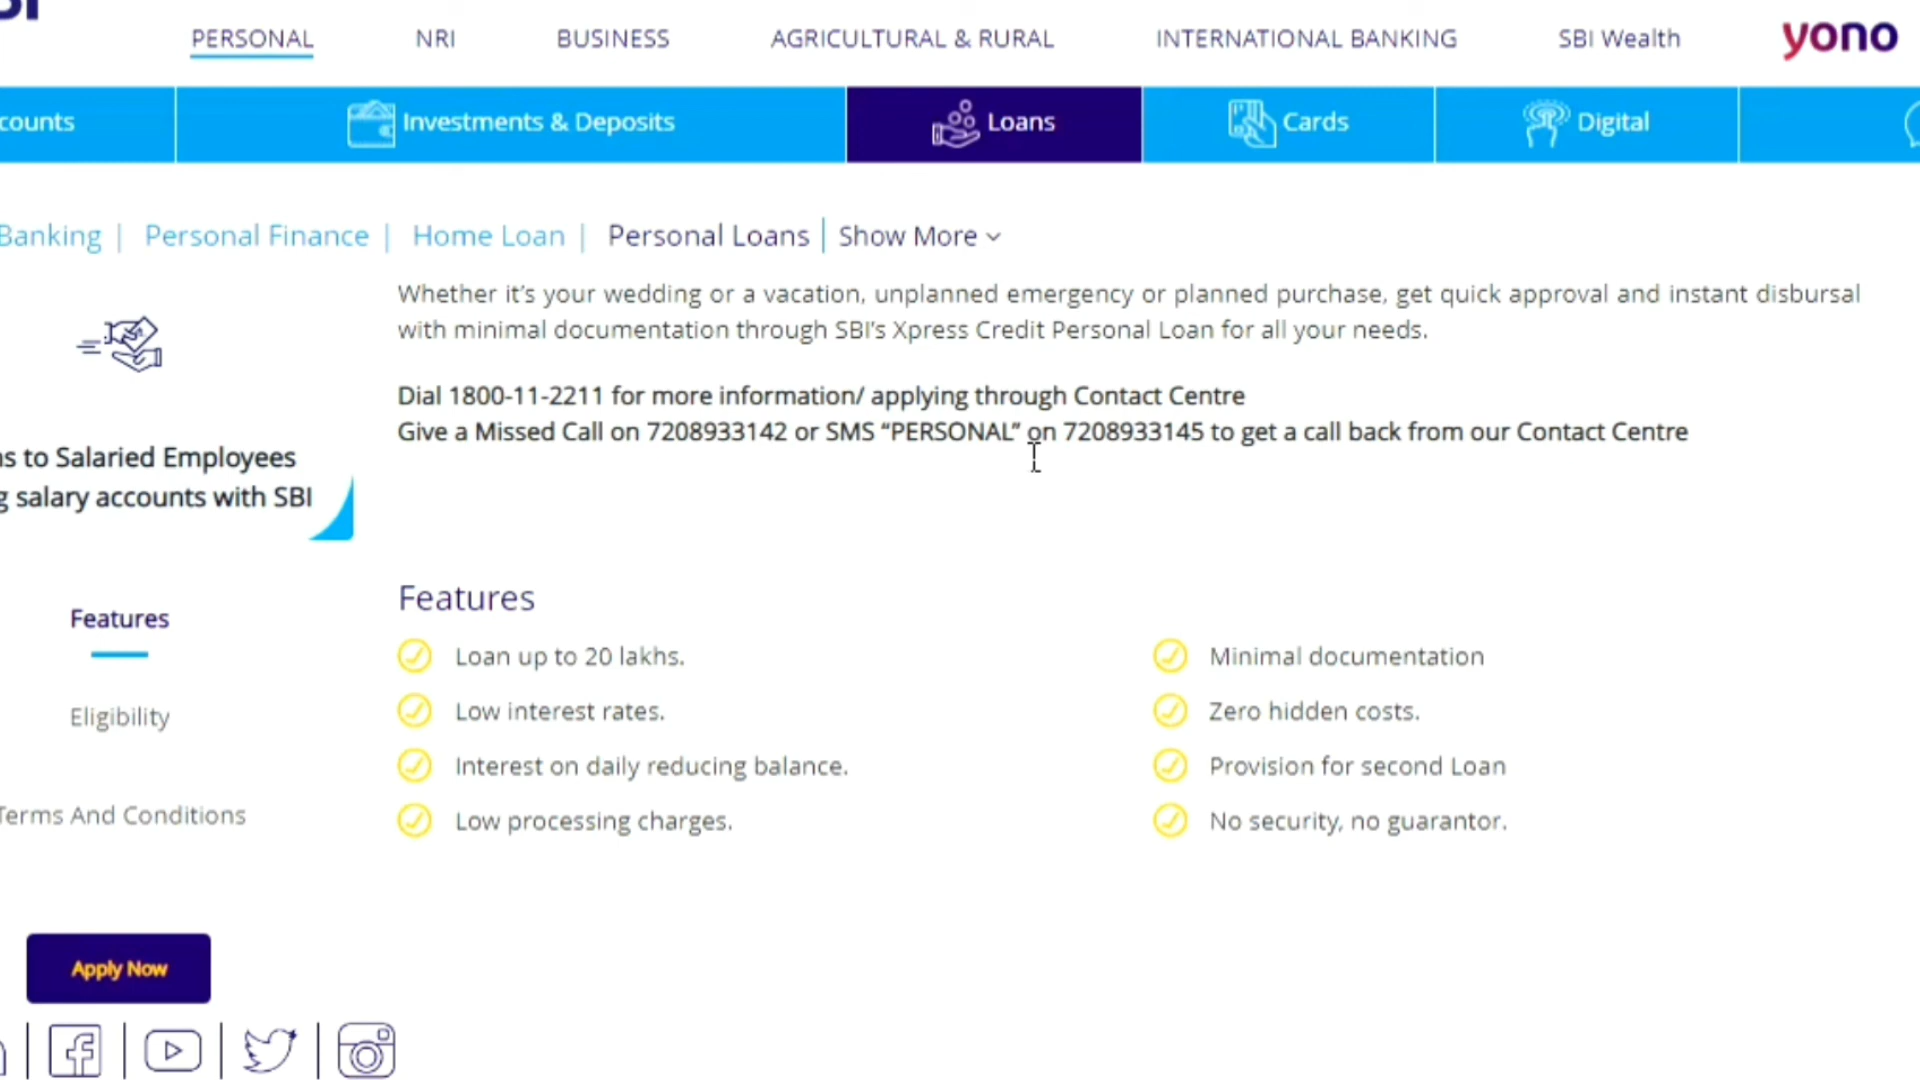 PERSONAL NRI BUSINESS AGRICULTURAL & RURAL INTERNATIONAL BANKING SBI Wealth yono
counts Investments & Deposits Loans Cards Digital
Banking | Personal Finance | Home Loan | Personal Loans | Show More
Whether it's your wedding or a vacation, unplanned emergency or planned purchase, get quick approval and instant disbursal
with minimal documentation through SBI's Xpress Credit Personal Loan for all your needs.
Dial 1800-11-2211 for more information/ applying through Contact Centre
Give a Missed Call on 7208933142 or SMS “PERSONAL” on 7208933145 to get a call back from our Contact Centre
ns to Salaried Employees
g salary accounts with SBI
Features
Eligibility
Terms And Conditions
Apply Now
Features
Loan up to 20 lakhs.
Low interest rates.
Interest on daily reducing balance.
Low processing charges.
Minimal documentation
Zero hidden costs.
Provision for second Loan
No security, no guarantor.